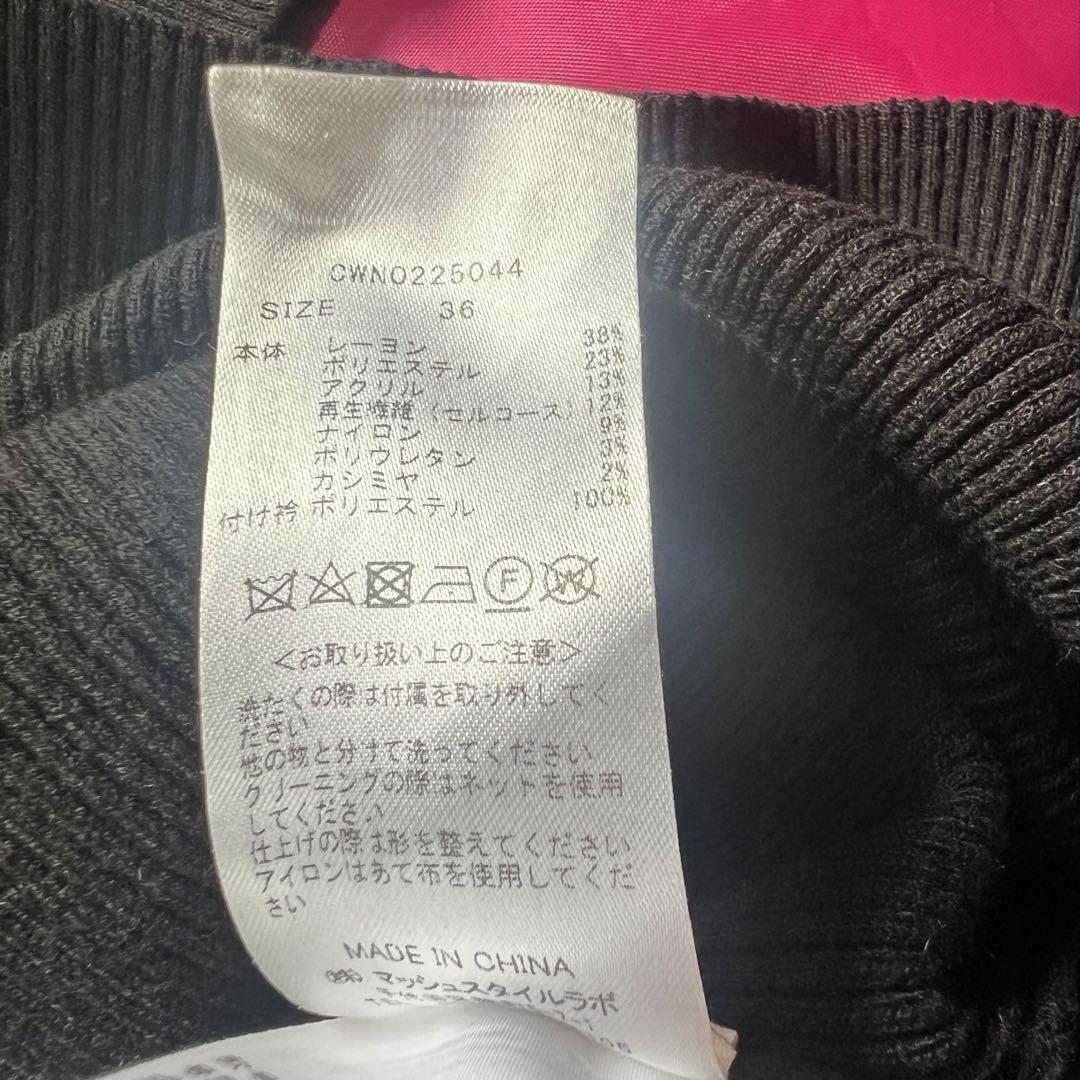 CWNO225044
SIZE 36
本体 レーヨン 38%
ポリエステル 23%
アクリル 13%
再生繊維(セルロース) 12%
ナイロン 9%
ポリウレタン 3%
カシミヤ 2%
付け衿 ポリエステル 100%
F
W
<お取り扱い上のご注意>
洗たくの際は付属を取り外してく
ださい
他の物と分けて洗ってください
クリーニングの際はネットを使用
してください
仕上げの際は形を整えてください
アイロンはあて布を使用してくだ
さい
MADE IN CHINA
㈱マッシュスタイルラボ